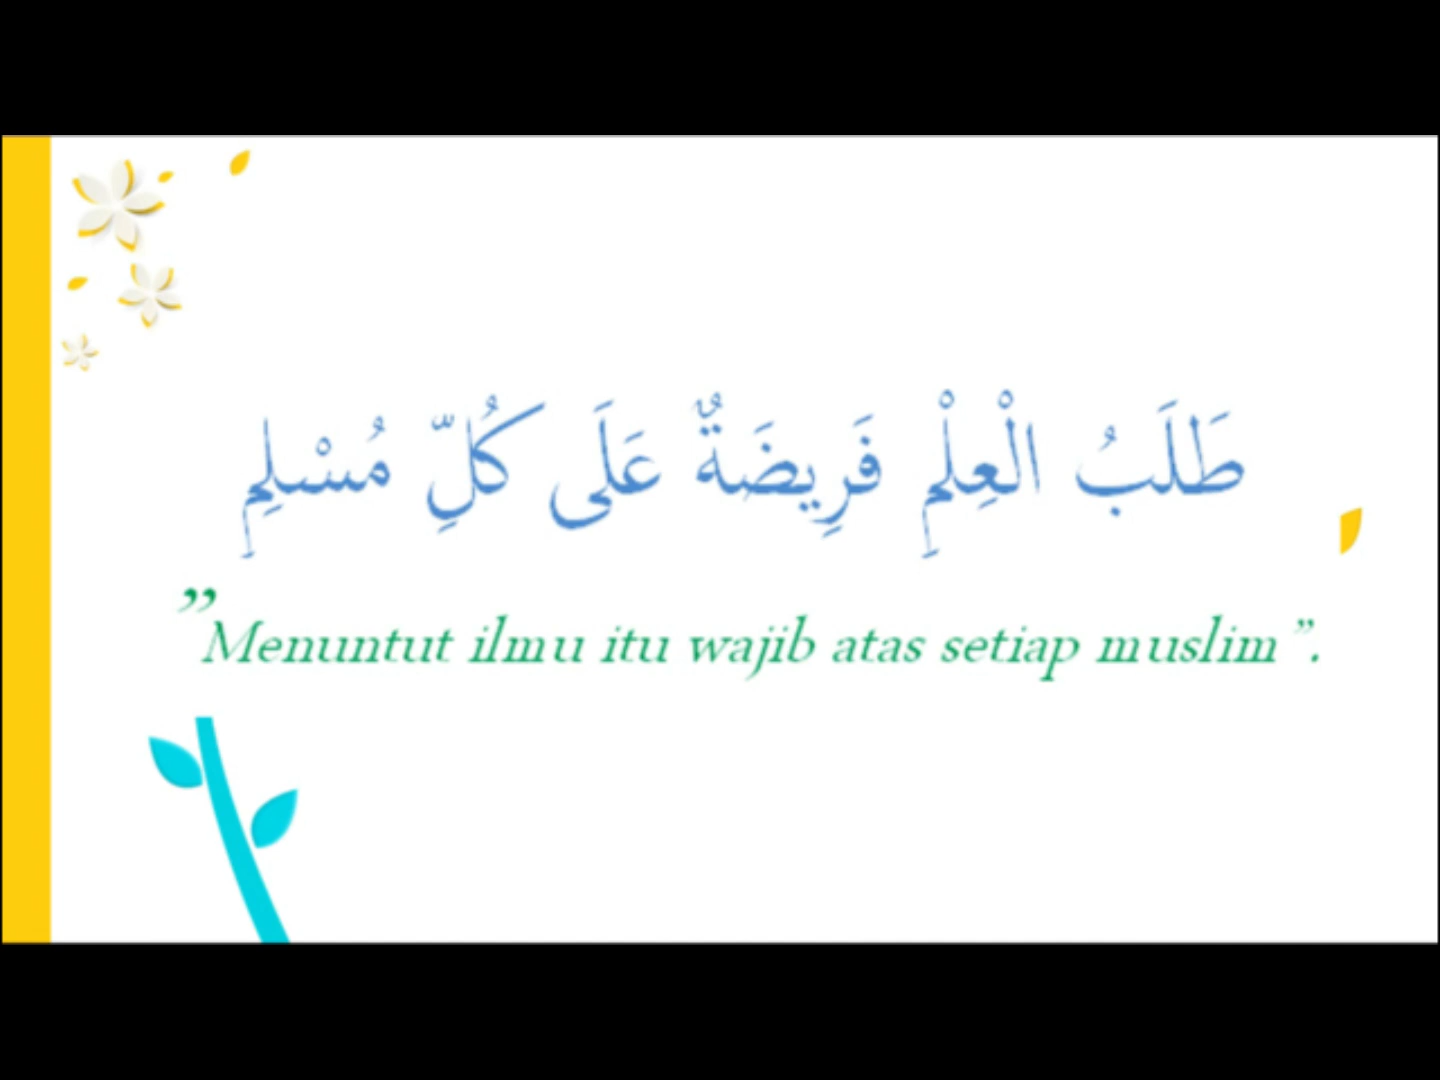 طَلَبُ الْعِلْمِ فَرِيضَةٌ عَلَى كُلِّ مُسْلِمِ
”Menuntut ilmu itu wajib atas setiap muslim”.